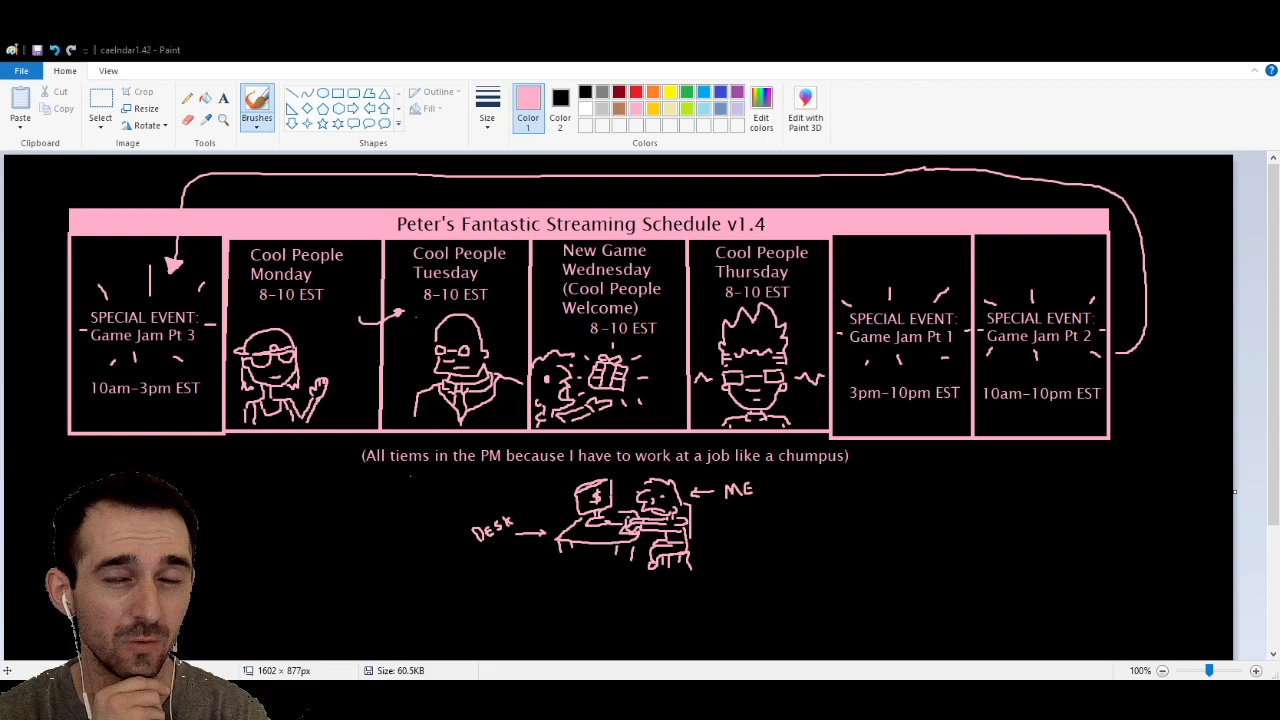 caelndar1.42 - Paint
File
Home
View
Paste
Cut
Copy
Clipboard
Select
Crop
Resize
Rotate
Image
A
Tools
Brushes
Outline
Fill
Shapes
Size
Color
1
Color
2
Edit
colors
Colors
Edit with
Paint 3D
Peter's Fantastic Streaming Schedule v1.4
SPECIAL EVENT:
Game Jam Pt 3
10am-3pm EST
Cool People
Monday
8-10 EST
Cool People
Tuesday
8-10 EST
New Game
Wednesday
(Cool People
Welcome)
8-10 EST
Cool People
Thursday
8-10 EST
SPECIAL EVENT:
Game Jam Pt 1
3pm-10pm EST
SPECIAL EVENT:
Game Jam Pt 2
10am-10pm EST
(All tiems in the PM because I have to work at a job like a chumpus)
$
ME
DESK
1602 × 877px
Size: 60.5KB
100%